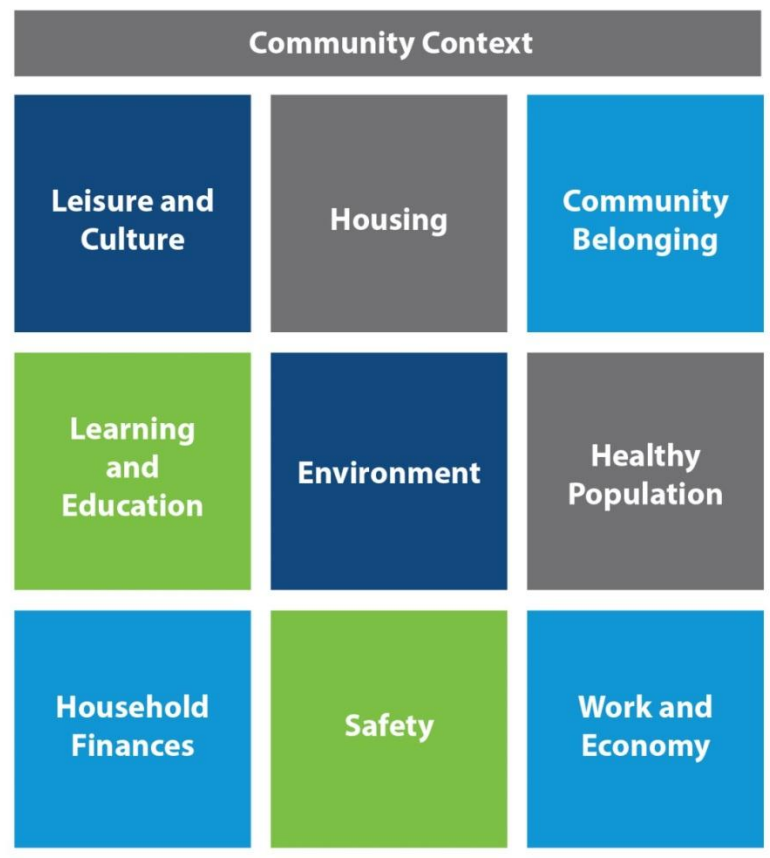 Community Context
Leisure and
Culture
Housing
Community
Belonging
Learning
and
Education
Environment
Healthy
Population
Household
Finances
Safety
Work and
Economy